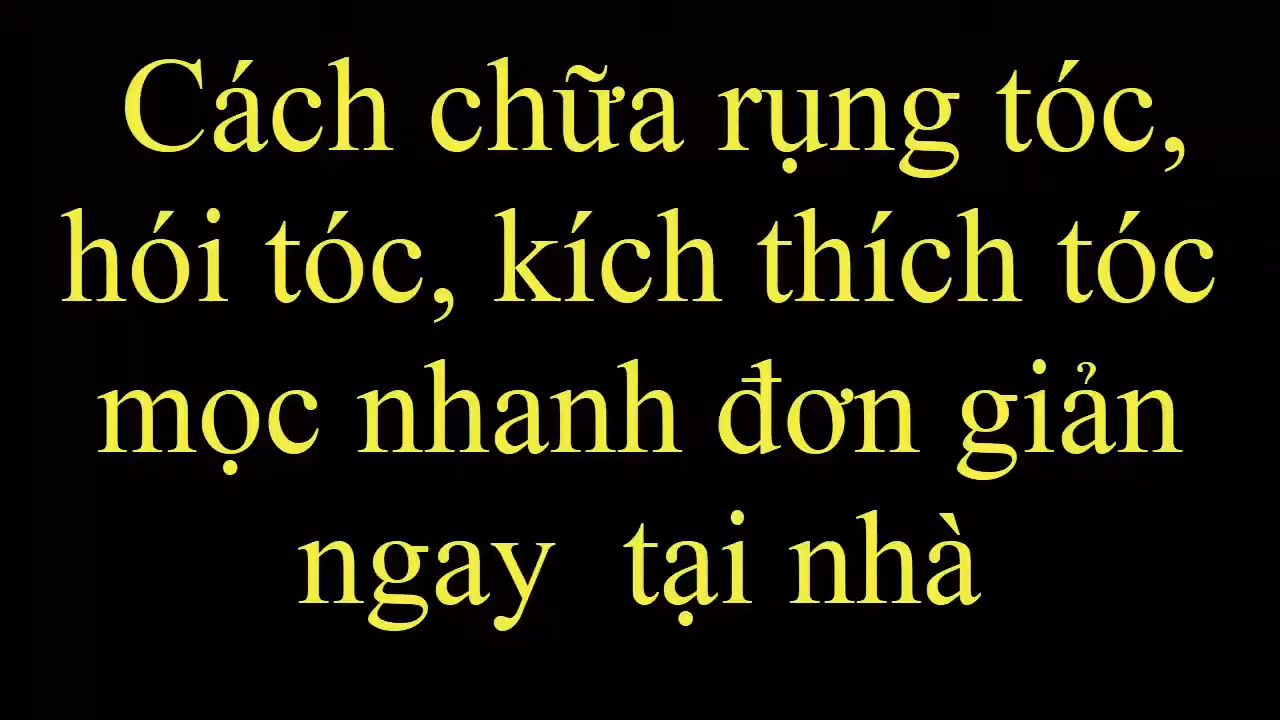 Cách chữa rụng tóc,
hói tóc, kích thích tóc
mọc nhanh đơn giản
ngay  tại nhà